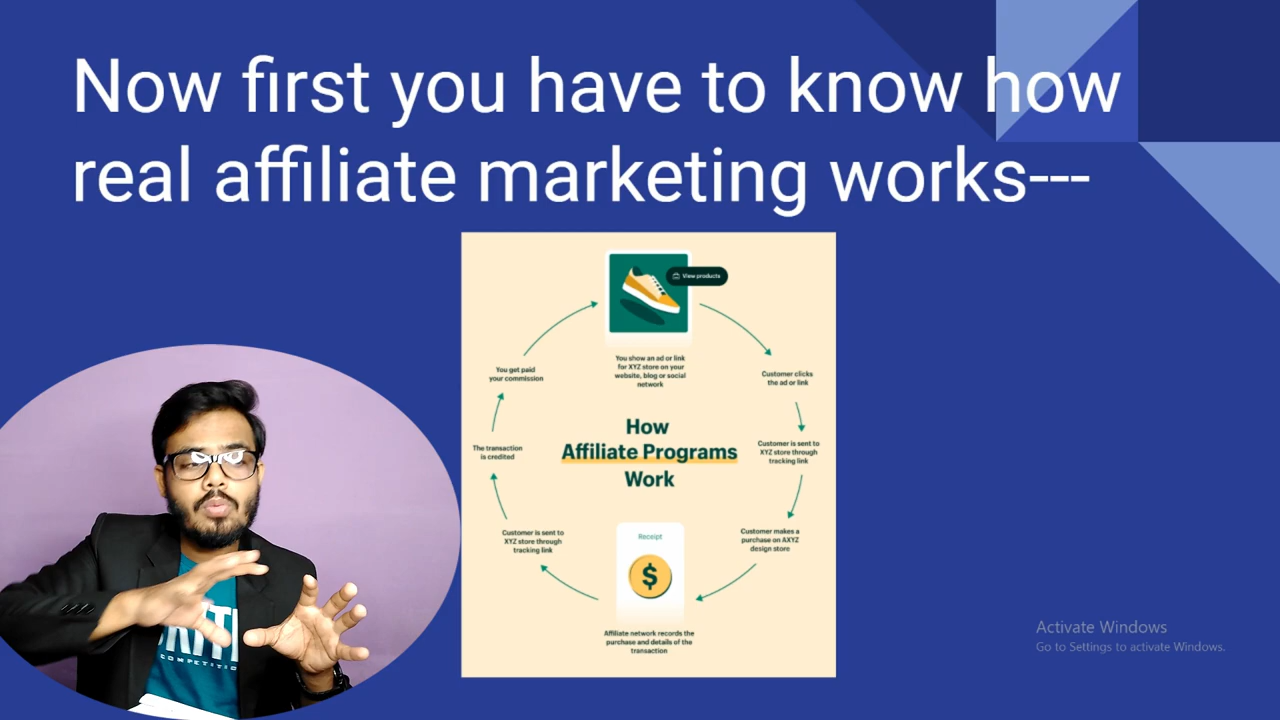 Now first you have to know how
real affiliate marketing works---
View products
You show an ad or link
for XYZ store on your
website, blog or social
network
Customer clicks
the ad or link
Customer is sent to
XYZ store through
tracking link
Customer makes a
purchase on AXYZ
design store
Receipt
$
Affiliate network records the
purchase and details of the
transaction
Customer is sent to
XYZ store through
tracking link
The transaction
is credited
You get paid
your commission
How
Affiliate Programs
Work
COMPETITIO
Activate Windows
Go to Settings to activate Windows.